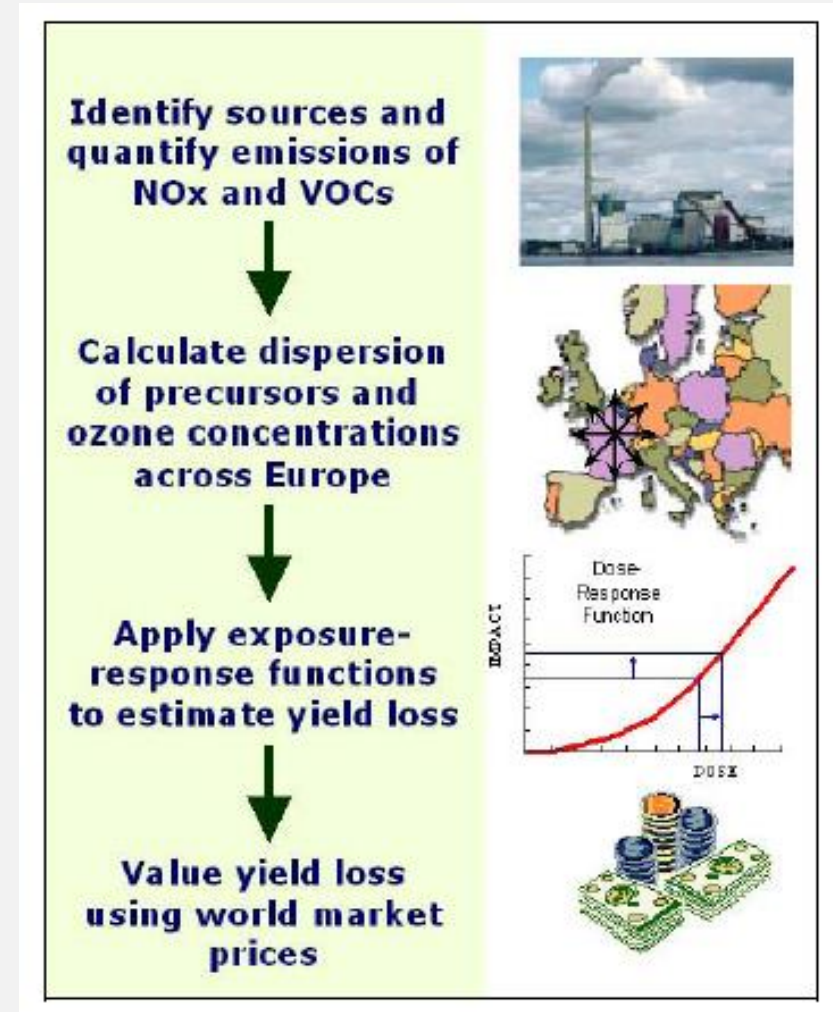 Identify sources and
quantify emissions of
NOx and VOCs
Calculate dispersion
of precursors and
ozone concentrations
across Europe
Apply exposure-
response functions
to estimate yield loss
Dose-
Response
Function
IMPACT
DOSE
Value yield loss
using world market
prices